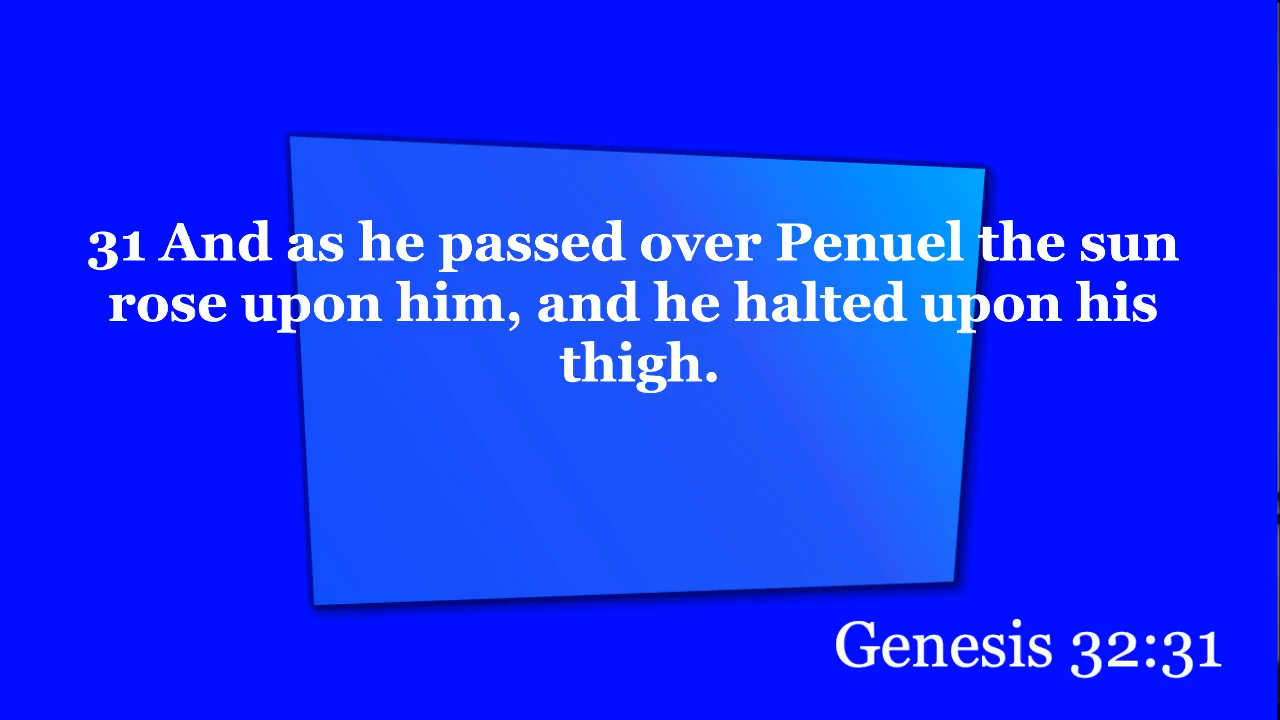 31 And as he passed over Penuel the sun
rose upon him, and he halted upon his
thigh.
Genesis 32:31